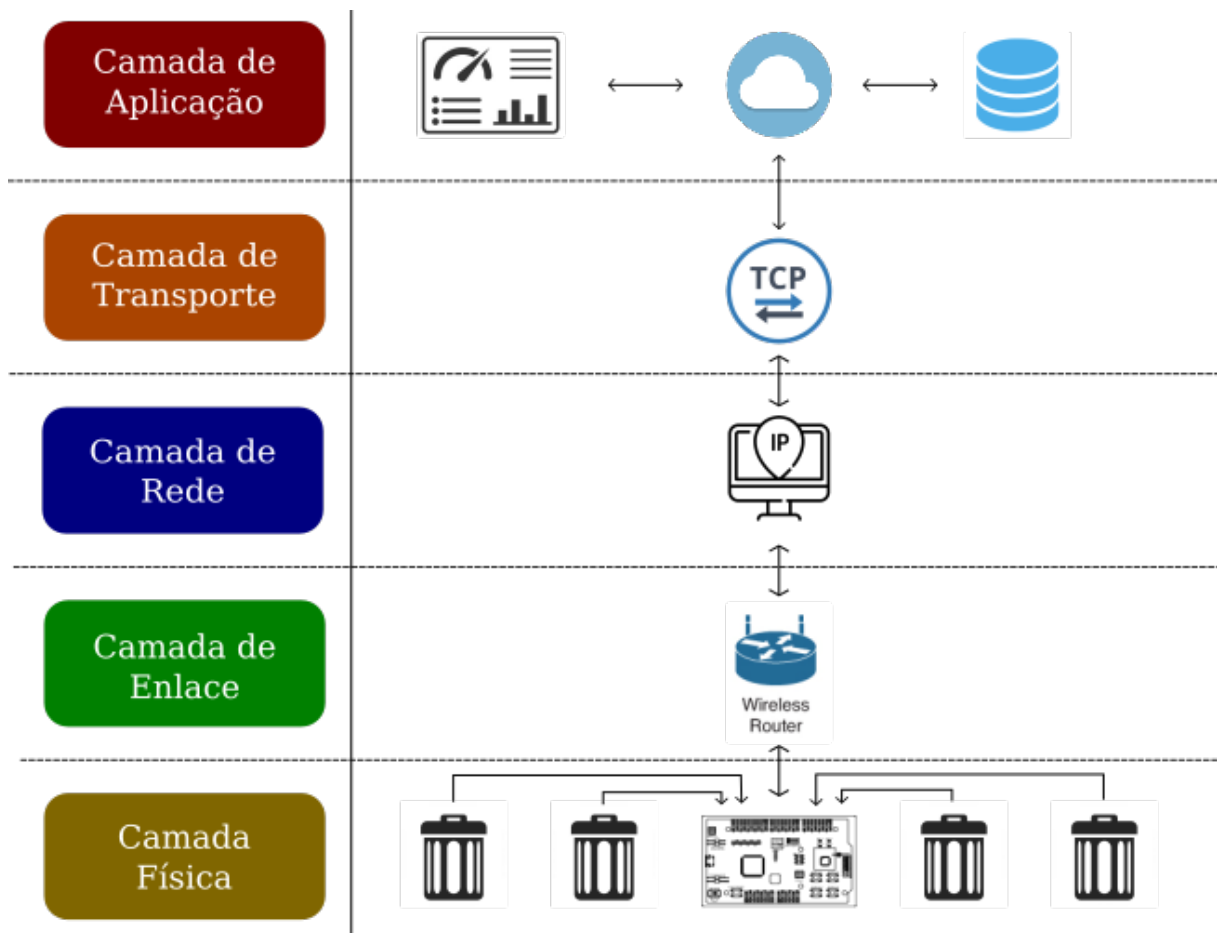 Camada de
Aplicação
Camada de
Transporte
TCP
Camada de
Rede
IP
Camada de
Enlace
Wireless
Router
Camada
Física